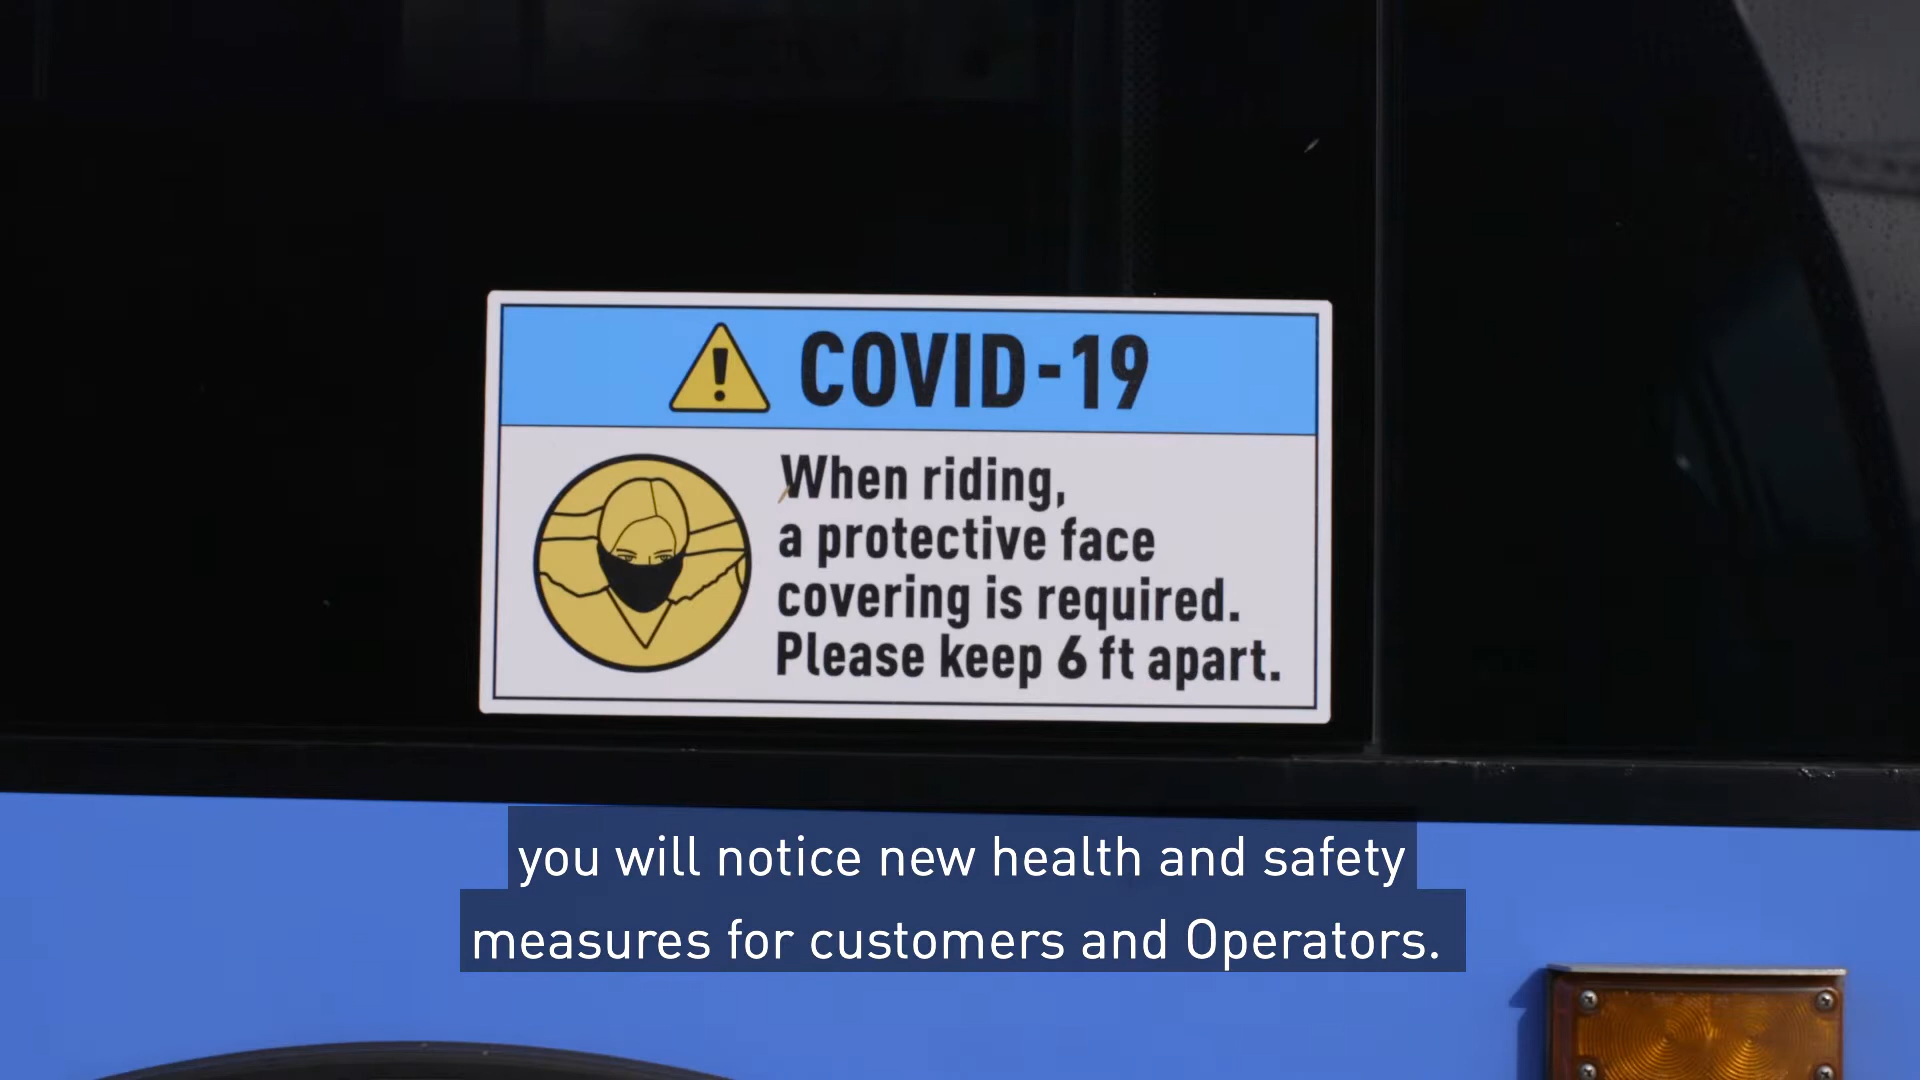 COVID-19
When riding,
a protective face
covering is required.
Please keep 6 ft apart.
you will notice new health and safety
measures for customers and Operators.